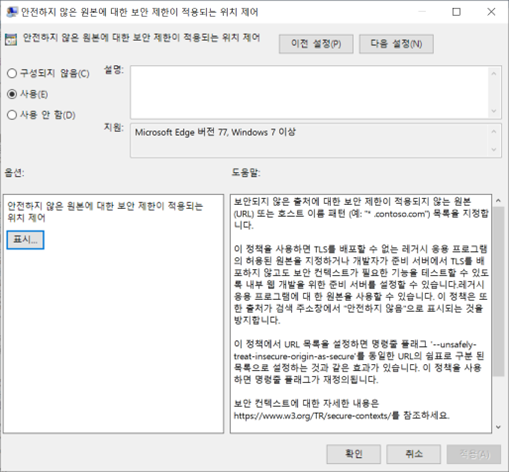 안전하지 않은 원본에 대한 보안 제한이 적용되는 위치 제어
안전하지 않은 원본에 대한 보안 제한이 적용되는 위치 제어
이전 설정(P)
다음 설정(N)
구성되지 않음(C)
설명:
사용(E)
사용 안 함(D)
지원:
Microsoft Edge 버전 77, Windows 7 이상
옵션:
도움말:
안전하지 않은 원본에 대한 보안 제한이 적용되는
위치 제어
표시...
보안되지 않은 출처에 대한 보안 제한이 적용되지 않는 원본
(URL) 또는 호스트 이름 패턴 (예: "* .contoso.com") 목록을 지정합
니다.
이 정책을 사용하면 TLS를 배포할 수 없는 레거시 응용 프로그램
의 허용된 원본을 지정하거나 개발자가 준비 서버에서 TLS를 배
포하지 않고도 보안 컨텍스트가 필요한 기능을 테스트할 수 있도
록 내부 웹 개발을 위한 준비 서버를 설정할 수 있습니다.레거시
응용 프로그램에 대 한 원본을 사용할 수 있습니다. 이 정책은 또
한 출처가 검색 주소창에서 "안전하지 않음"으로 표시되는 것을
방지합니다.
이 정책에서 URL 목록을 설정하면 명령줄 플래그 '--unsafely-
treat-insecure-origin-as-secure'를 동일한 URL의 쉼표로 구분 된
목록으로 설정하는 것과 같은 효과가 있습니다. 이 정책을 사용
하면 명령줄 플래그가 재정의됩니다.
보안 컨텍스트에 대한 자세한 내용은
https://www.w3.org/TR/secure-contexts/를 참조하세요.
확인
취소
적용(A)